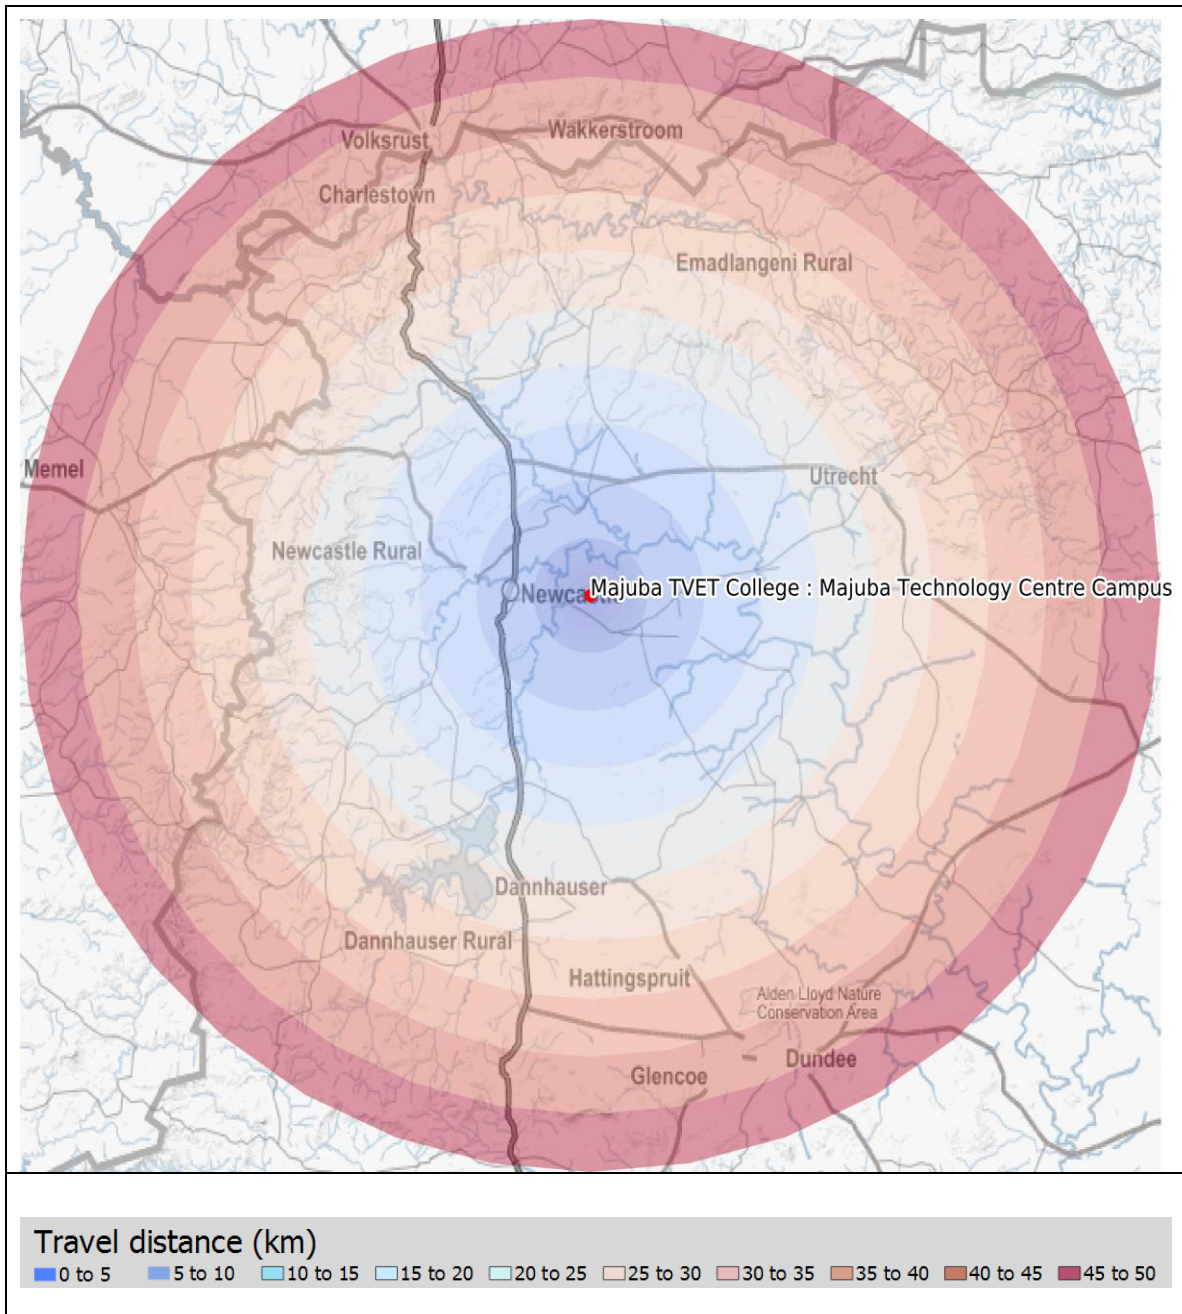 Volksrust
Wakkerstroom
Charlestown
Emadlangeni Rural
Memel
Utrecht
Newcastle Rural
Newcastle
Majuba TVET College : Majuba Technology Centre Campus
Dannhauser
Dannhauser Rural
Hattingspruit
Alden Lloyd Nature
Conservation Area
Dundee
Glencoe
Travel distance (km)
0 to 5 5 to 10 10 to 15 15 to 20 20 to 25 25 to 30 30 to 35 35 to 40 40 to 45 45 to 50